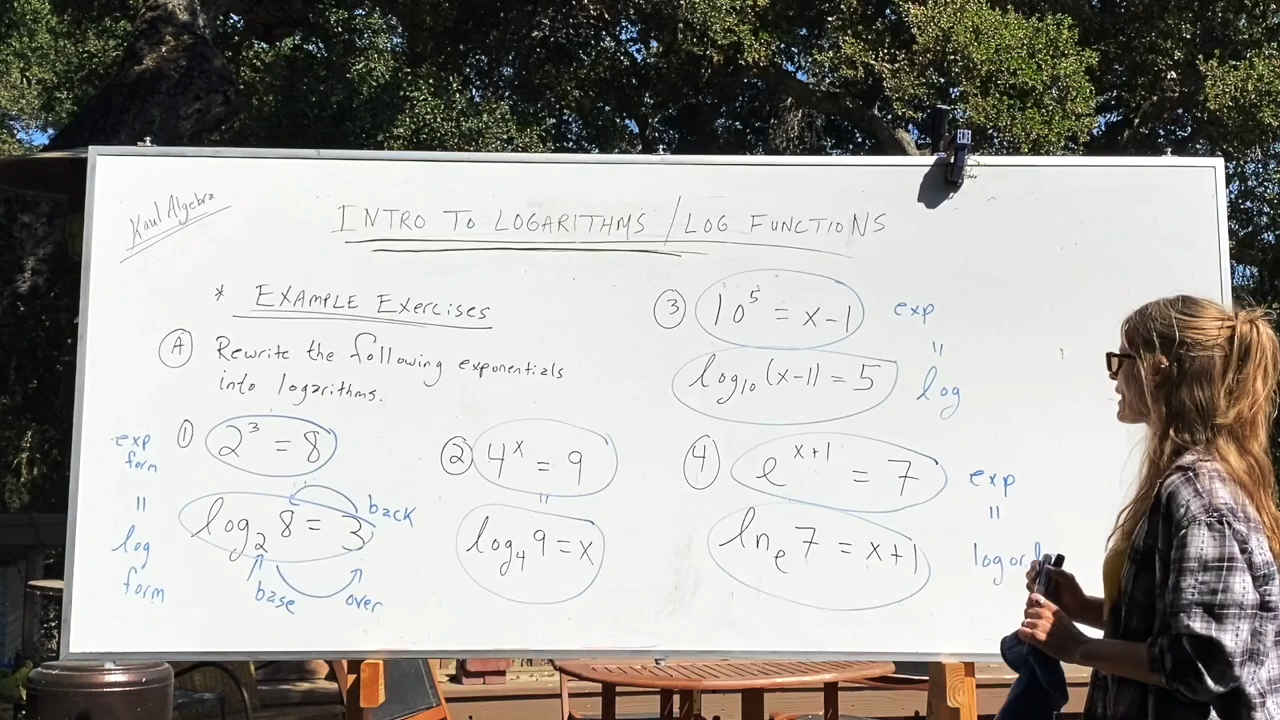 Kaul Algebra
INTRO TO LOGARITHMS / LOG FUNCTIONS
* EXAMPLE Exercises
Ⓐ Rewrite the following exponentials
into logarithms.
exp
form
=
log
form
① 2³ = 8
log₂ 8 = 3
back
base
over
② 4ˣ = 9
=
log₄ 9 = x
③ 10⁵ = x-1
log₁₀ (x-1) = 5
exp
=
log
④ e^(x+1) = 7
lnₑ 7 = x+1
exp
=
log or